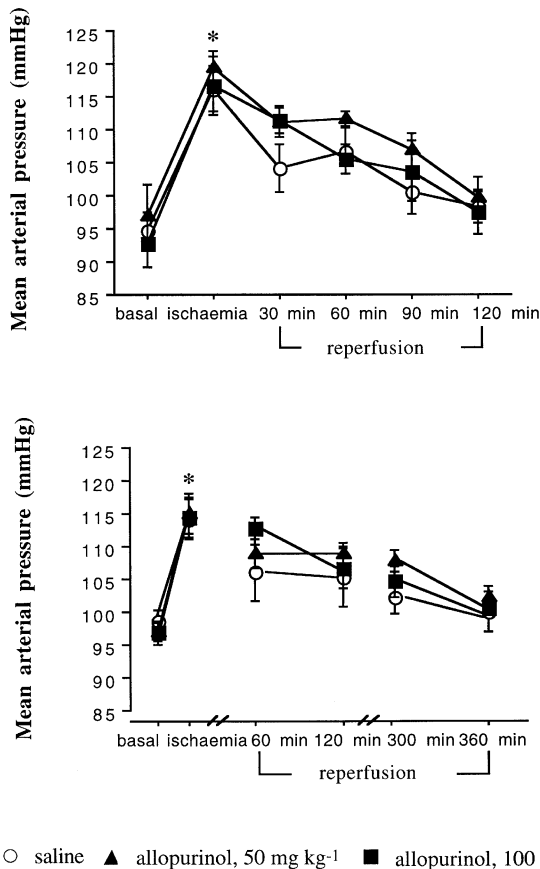 Mean arterial pressure (mmHg)
125
120
115
110
105
100
95
90
85
*
basal ischaemia 30 min 60 min 90 min 120 min
reperfusion
Mean arterial pressure (mmHg)
125
120
115
110
105
100
95
90
85
*
basal ischaemia 60 min 120 min 300 min 360 min
reperfusion
saline allopurinol, 50 mg kg-1 allopurinol, 100